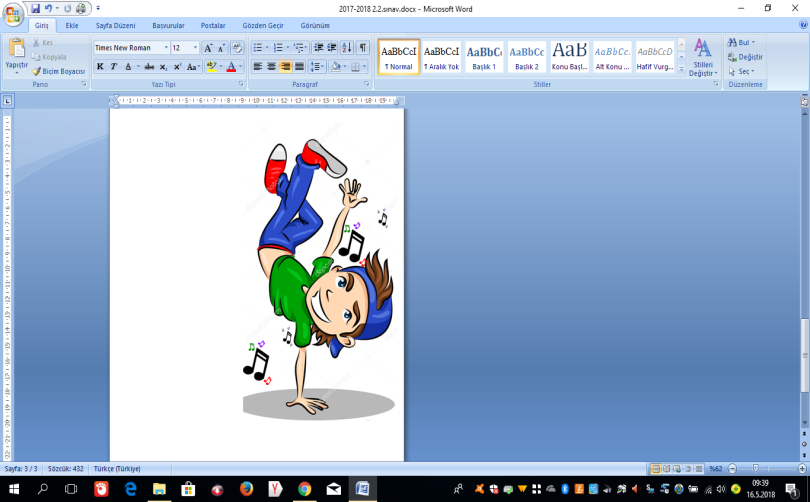 2017-2018 2.2.sınav.docx - Microsoft Word
Giriş Ekle Sayfa Düzeni Başvurular Postalar Gözden Geçir Görünüm
Yapıştır
Kes
Kopyala
Biçim Boyacısı
Pano
Times New Roman 12
K T A abc x, x' Aa A
Yazı Tipi
Paragraf
AaBbCcI AaBbCcI AaBbC AaBbCc AaB AaBbCc. AaBbCcD
¶ Normal ¶ Aralık Yok Başlık 1 Başlık 2 Konu Başl... Alt Konu ... Hafif Vurg...
Stiller
Stilleri
Değiştir
Bul
Değiştir
Seç
Düzenleme
Sayfa: 3 / 3 Sözcük: 432 Türkçe (Türkiye) %62
09:39
16.5.2018